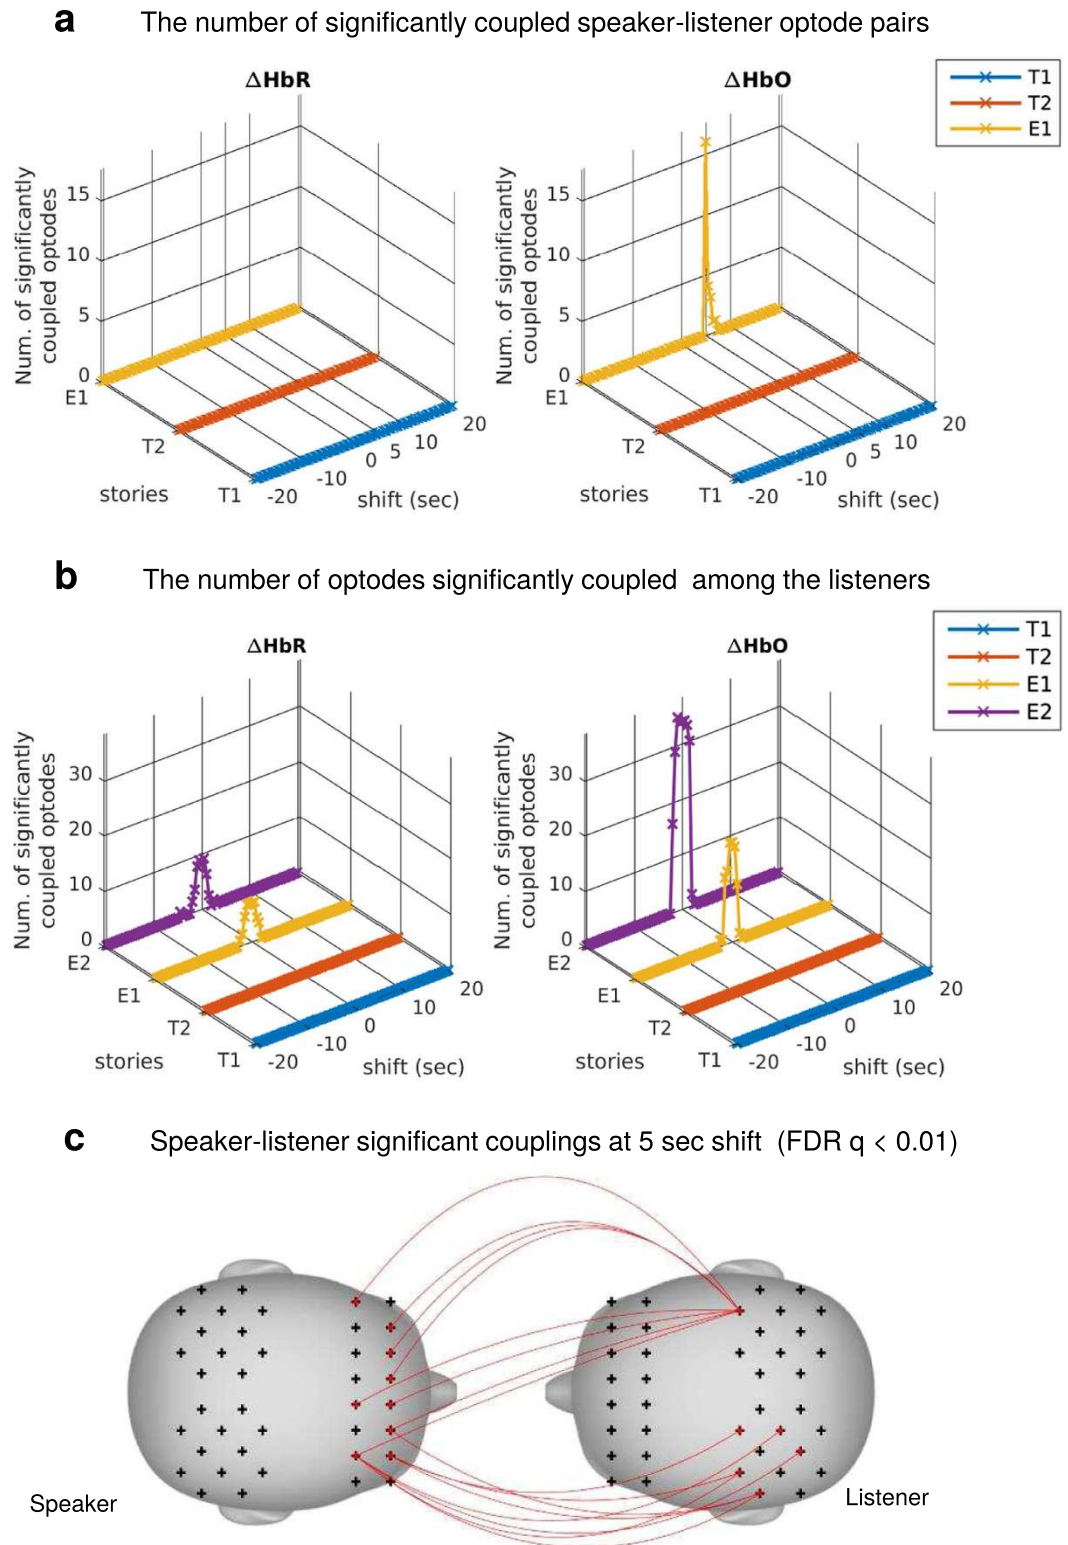 a The number of significantly coupled speaker-listener optode pairs
ΔHbR
ΔHbO
T1
T2
E1
Num. of significantly
coupled optodes
15
10
5
0
E1
T2
T1
stories
-20
-10
0
5
10
20
shift (sec)
Num. of significantly
coupled optodes
15
10
5
0
E1
T2
T1
stories
-20
-10
0
5
10
20
shift (sec)
b The number of optodes significantly coupled among the listeners
ΔHbR
ΔHbO
T1
T2
E1
E2
Num. of significantly
coupled optodes
30
20
10
0
E2
E1
T2
T1
stories
-20
-10
0
10
20
shift (sec)
Num. of significantly
coupled optodes
30
20
10
0
E2
E1
T2
T1
stories
-20
-10
0
10
20
shift (sec)
c Speaker-listener significant couplings at 5 sec shift (FDR q < 0.01)
Speaker
Listener